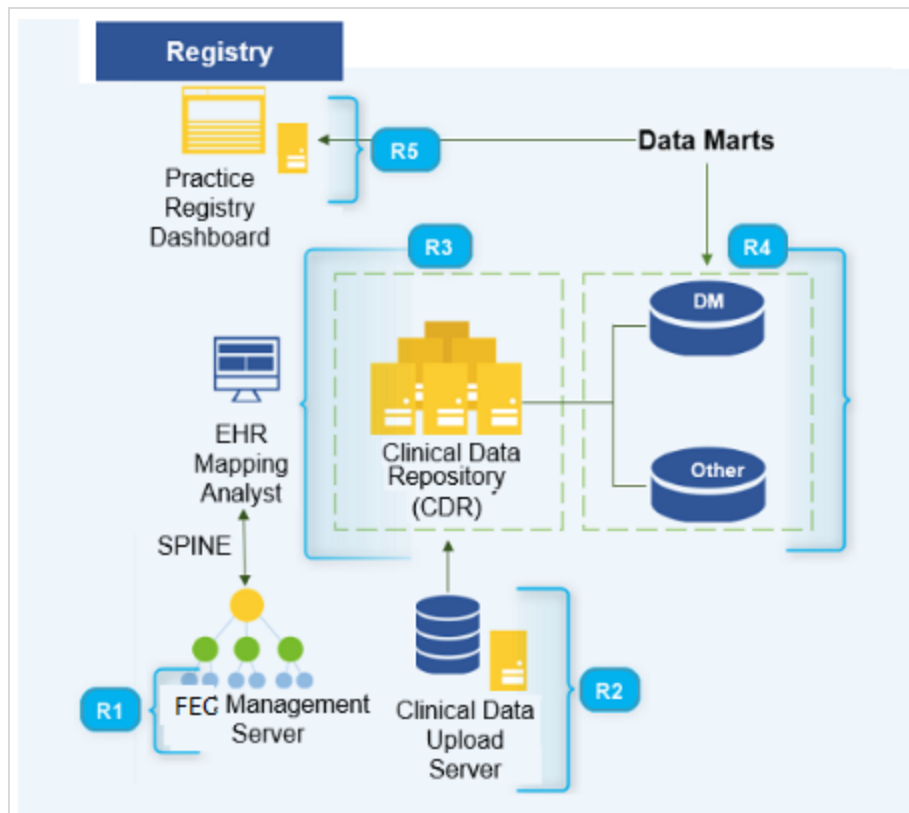 Registry
Practice
Registry
Dashboard
R5
Data Marts
R3
R4
DM
EHR
Mapping
Analyst
Clinical Data
Repository
(CDR)
Other
SPINE
R1
FEG Management
Server
Clinical Data
Upload
Server
R2